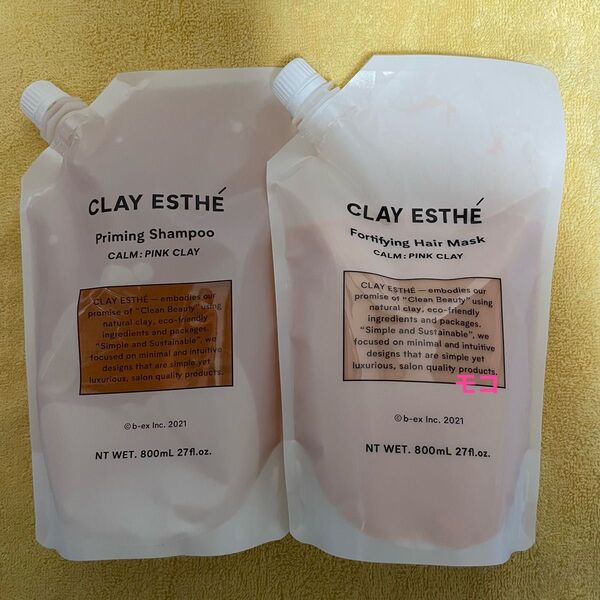 CLAY ESTHÉ
Priming Shampoo
CALM: PINK CLAY
CLAY ESTHÉ — embodies our
promise of "Clean Beauty" using
natural clay, eco-friendly
ingredients and packages.
"Simple and Sustainable", we
focused on minimal and intuitive
designs that are simple yet
luxurious, salon quality products.
©b-ex Inc. 2021
NT WET. 800mL 27fl.oz.
CLAY ESTHÉ
Fortifying Hair Mask
CALM: PINK CLAY
CLAY ESTHÉ — embodies our
promise of "Clean Beauty" using
natural clay, eco-friendly
ingredients and packages.
"Simple and Sustainable", we
focused on minimal and intuitive
designs that are simple yet
luxurious, salon quality products.
モコ
©b-ex Inc. 2021
NT WET. 800mL 27fl.oz.